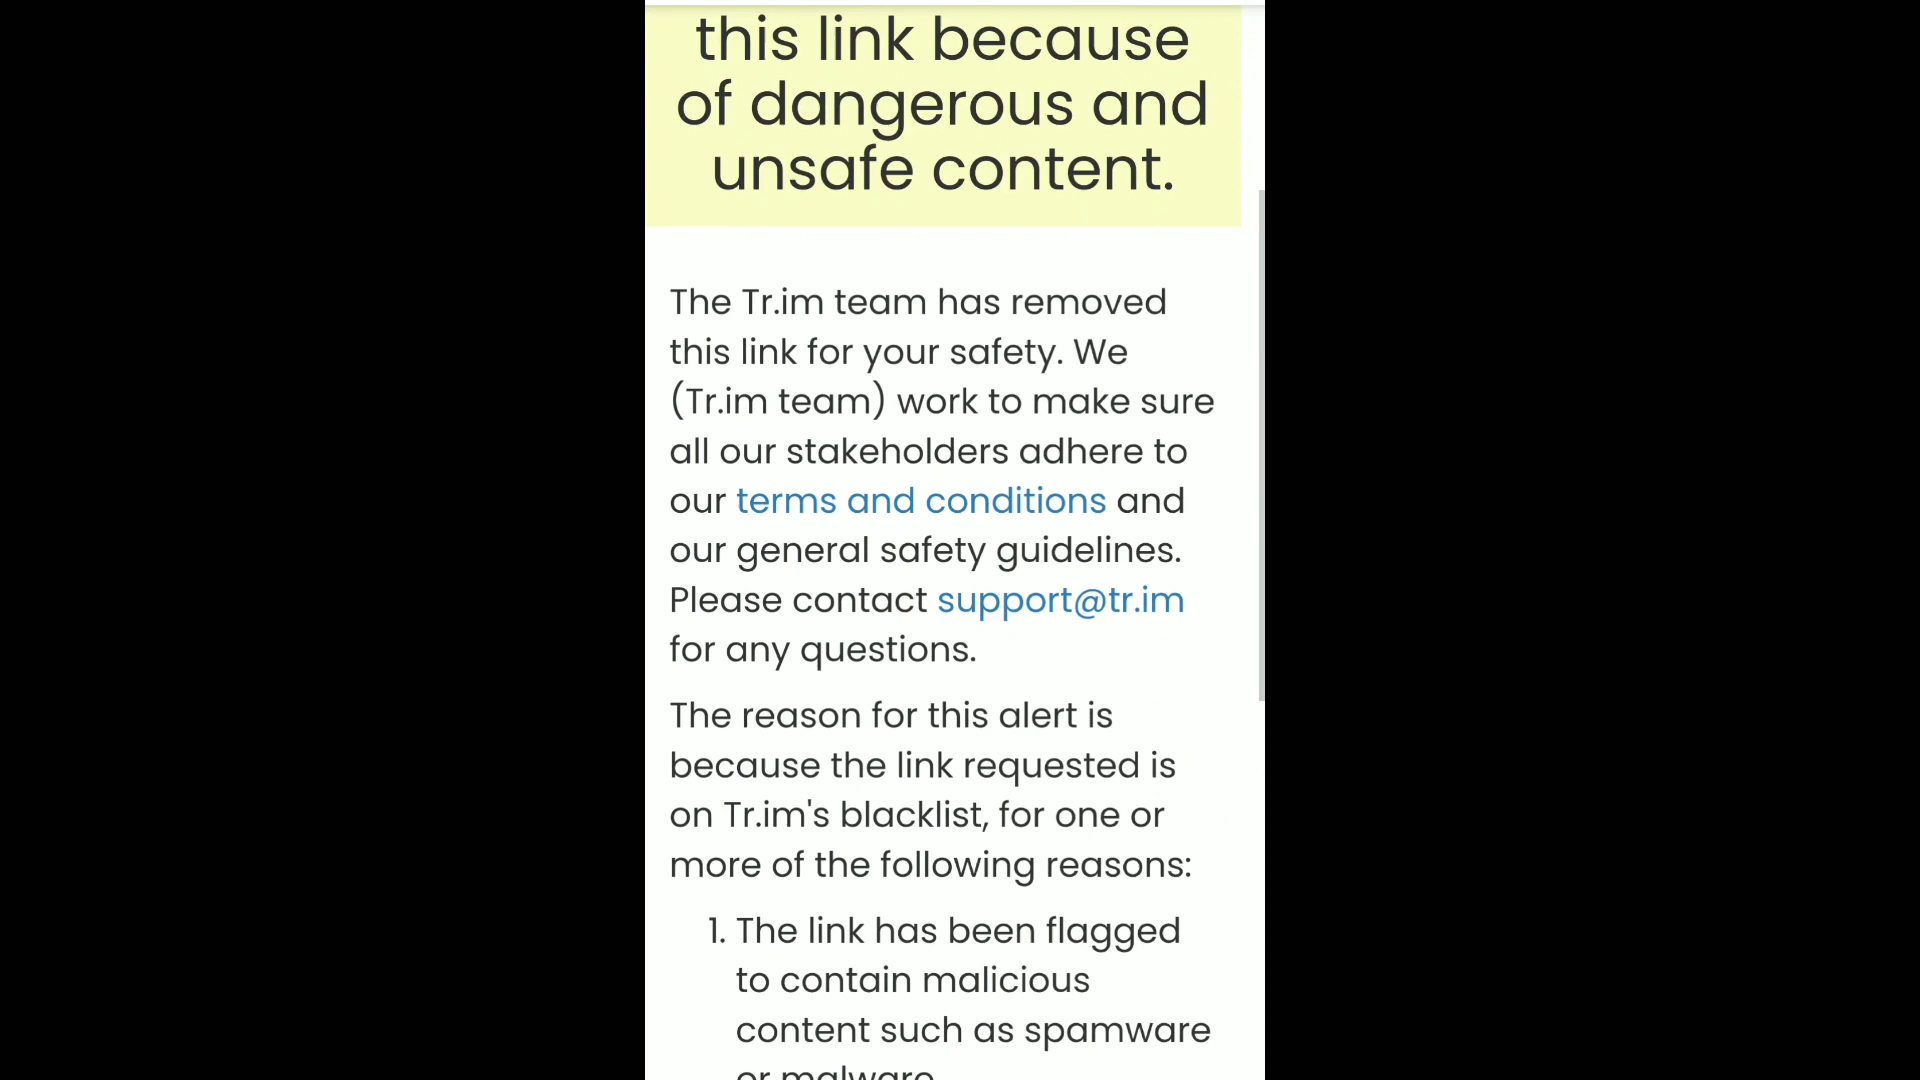 this link because
of dangerous and
unsafe content.
The Tr.im team has removed
this link for your safety. We
(Tr.im team) work to make sure
all our stakeholders adhere to
our terms and conditions and
our general safety guidelines.
Please contact support@tr.im
for any questions.
The reason for this alert is
because the link requested is
on Tr.im's blacklist, for one or
more of the following reasons:
1. The link has been flagged
to contain malicious
content such as spamware
or malware